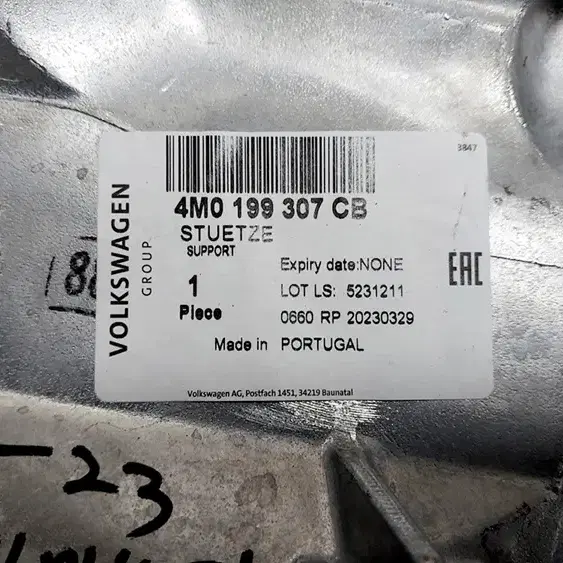 3847
4M0 199 307 CB
STUETZE
SUPPORT
VOLKSWAGEN
GROUP
Expiry date:NONE
EAC
1
LOT LS: 5231211
Piece
0660 RP 20230329
Made in PORTUGAL
Volkswagen AG, Postfach 1451, 34219 Baunatal
-23